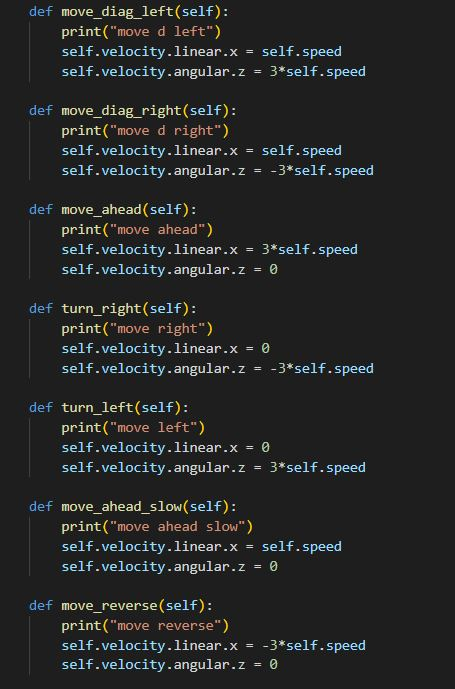 def move_diag_left(self):
    print("move d left")
    self.velocity.linear.x = self.speed
    self.velocity.angular.z = 3*self.speed

def move_diag_right(self):
    print("move d right")
    self.velocity.linear.x = self.speed
    self.velocity.angular.z = -3*self.speed

def move_ahead(self):
    print("move ahead")
    self.velocity.linear.x = 3*self.speed
    self.velocity.angular.z = 0

def turn_right(self):
    print("move right")
    self.velocity.linear.x = 0
    self.velocity.angular.z = -3*self.speed

def turn_left(self):
    print("move left")
    self.velocity.linear.x = 0
    self.velocity.angular.z = 3*self.speed

def move_ahead_slow(self):
    print("move ahead slow")
    self.velocity.linear.x = self.speed
    self.velocity.angular.z = 0

def move_reverse(self):
    print("move reverse")
    self.velocity.linear.x = -3*self.speed
    self.velocity.angular.z = 0